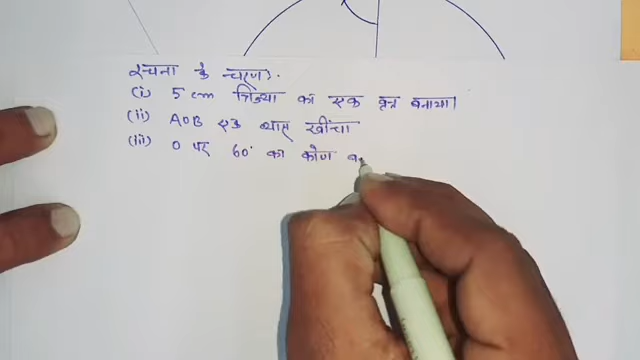 रचना के चरण :-
(i) 5 cm त्रिज्या का एक वृत्त बनाया।
(ii) AOB एक व्यास खींचा
(iii) O पर 60° का कोण